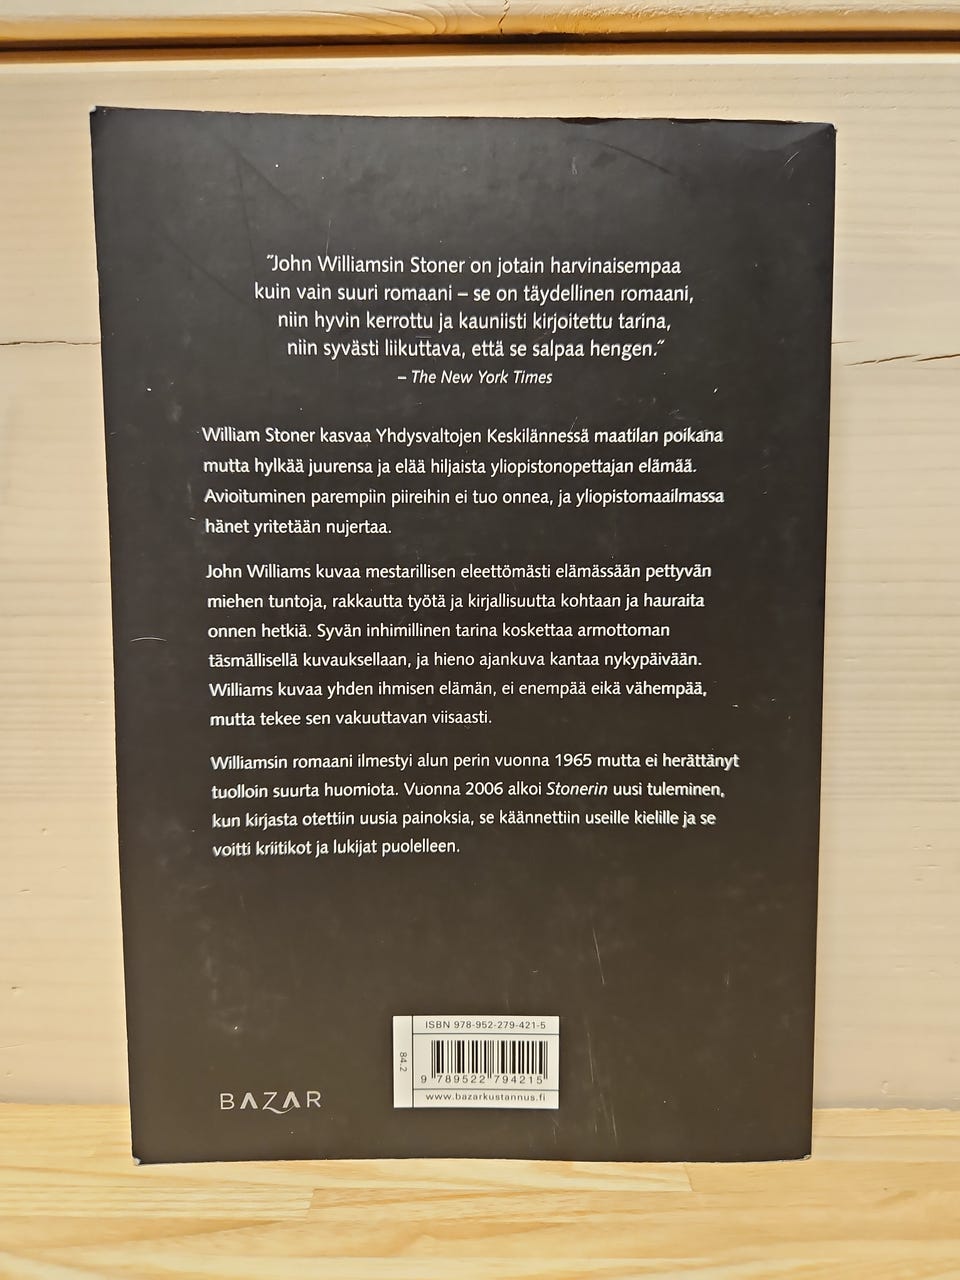 "John Williamsin Stoner on jotain harvinaisempaa
kuin vain suuri romaani – se on täydellinen romaani,
niin hyvin kerrottu ja kauniisti kirjoitettu tarina,
niin syvästi liikuttava, että se salpaa hengen."
– The New York Times
William Stoner kasvaa Yhdysvaltojen Keskilännessä maatilan poikana
mutta hylkää juurensa ja elää hiljaista yliopistonopettajan elämää.
Avioituminen parempiin piireihin ei tuo onnea, ja yliopistomaailmassa
hänet yritetään nujertaa.
John Williams kuvaa mestarillisen eleettömästi elämässään pettyvän
miehen tuntoja, rakkautta työtä ja kirjallisuutta kohtaan ja hauraita
onnen hetkiä. Syvän inhimillinen tarina koskettaa armottoman
täsmällisellä kuvauksellaan, ja hieno ajankuva kantaa nykypäivään.
Williams kuvaa yhden ihmisen elämän, ei enempää eikä vähempää,
mutta tekee sen vakuuttavan viisaasti.
Williamsin romaani ilmestyi alun perin vuonna 1965 mutta ei herättänyt
tuolloin suurta huomiota. Vuonna 2006 alkoi Stonerin uusi tuleminen,
kun kirjasta otettiin uusia painoksia, se käännettiin useille kielille ja se
voitti kriitikot ja lukijat puolelleen.
ISBN 978-952-279-421-5
84.2
9 789522 794215
www.bazarkustannus.fi
BAZAR